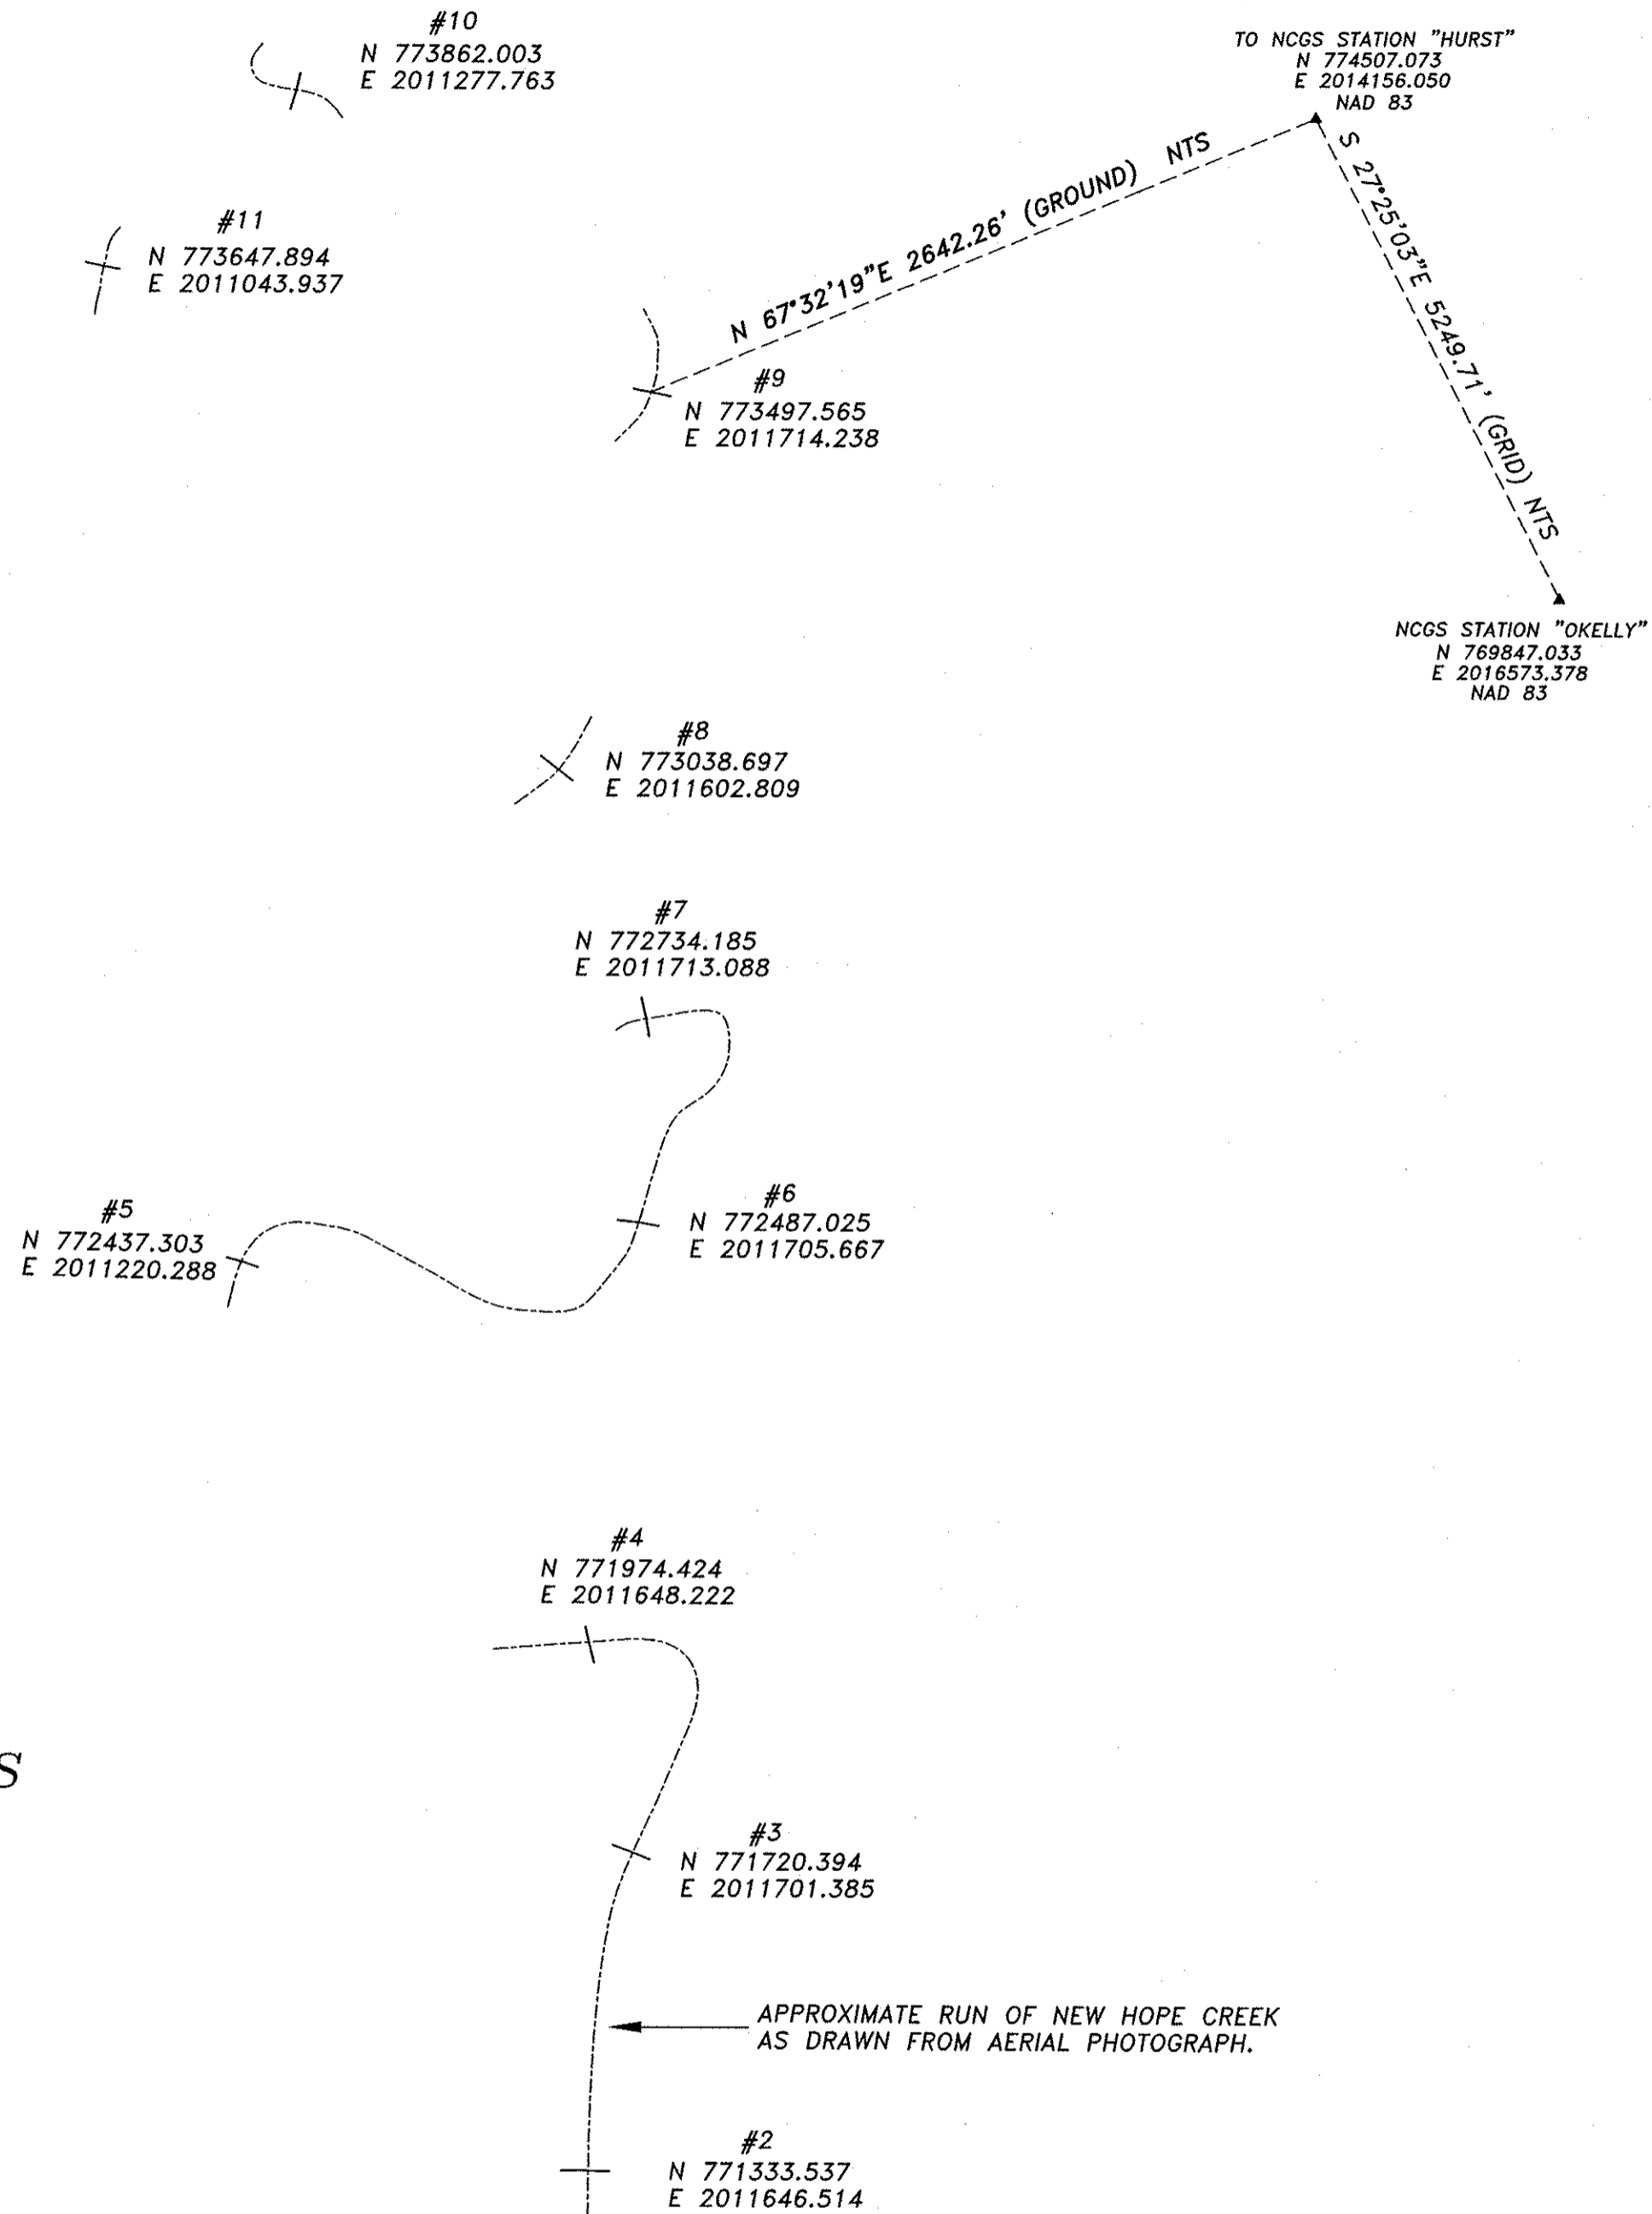 #10
N 773862.003
E 2011277.763
TO NCGS STATION "HURST"
N 774507.073
E 2014156.050
NAD 83
N 67°32'19"E 2642.26' (GROUND) NTS
S 27°25'03"E 5249.71' (GRID) NTS
#11
N 773647.894
E 2011043.937
#9
N 773497.565
E 2011714.238
NCGS STATION "OKELLY"
N 769847.033
E 2016573.378
NAD 83
#8
N 773038.697
E 2011602.809
#7
N 772734.185
E 2011713.088
#6
N 772487.025
E 2011705.667
#5
N 772437.303
E 2011220.288
#4
N 771974.424
E 2011648.222
S
#3
N 771720.394
E 2011701.385
APPROXIMATE RUN OF NEW HOPE CREEK
AS DRAWN FROM AERIAL PHOTOGRAPH.
#2
N 771333.537
E 2011646.514